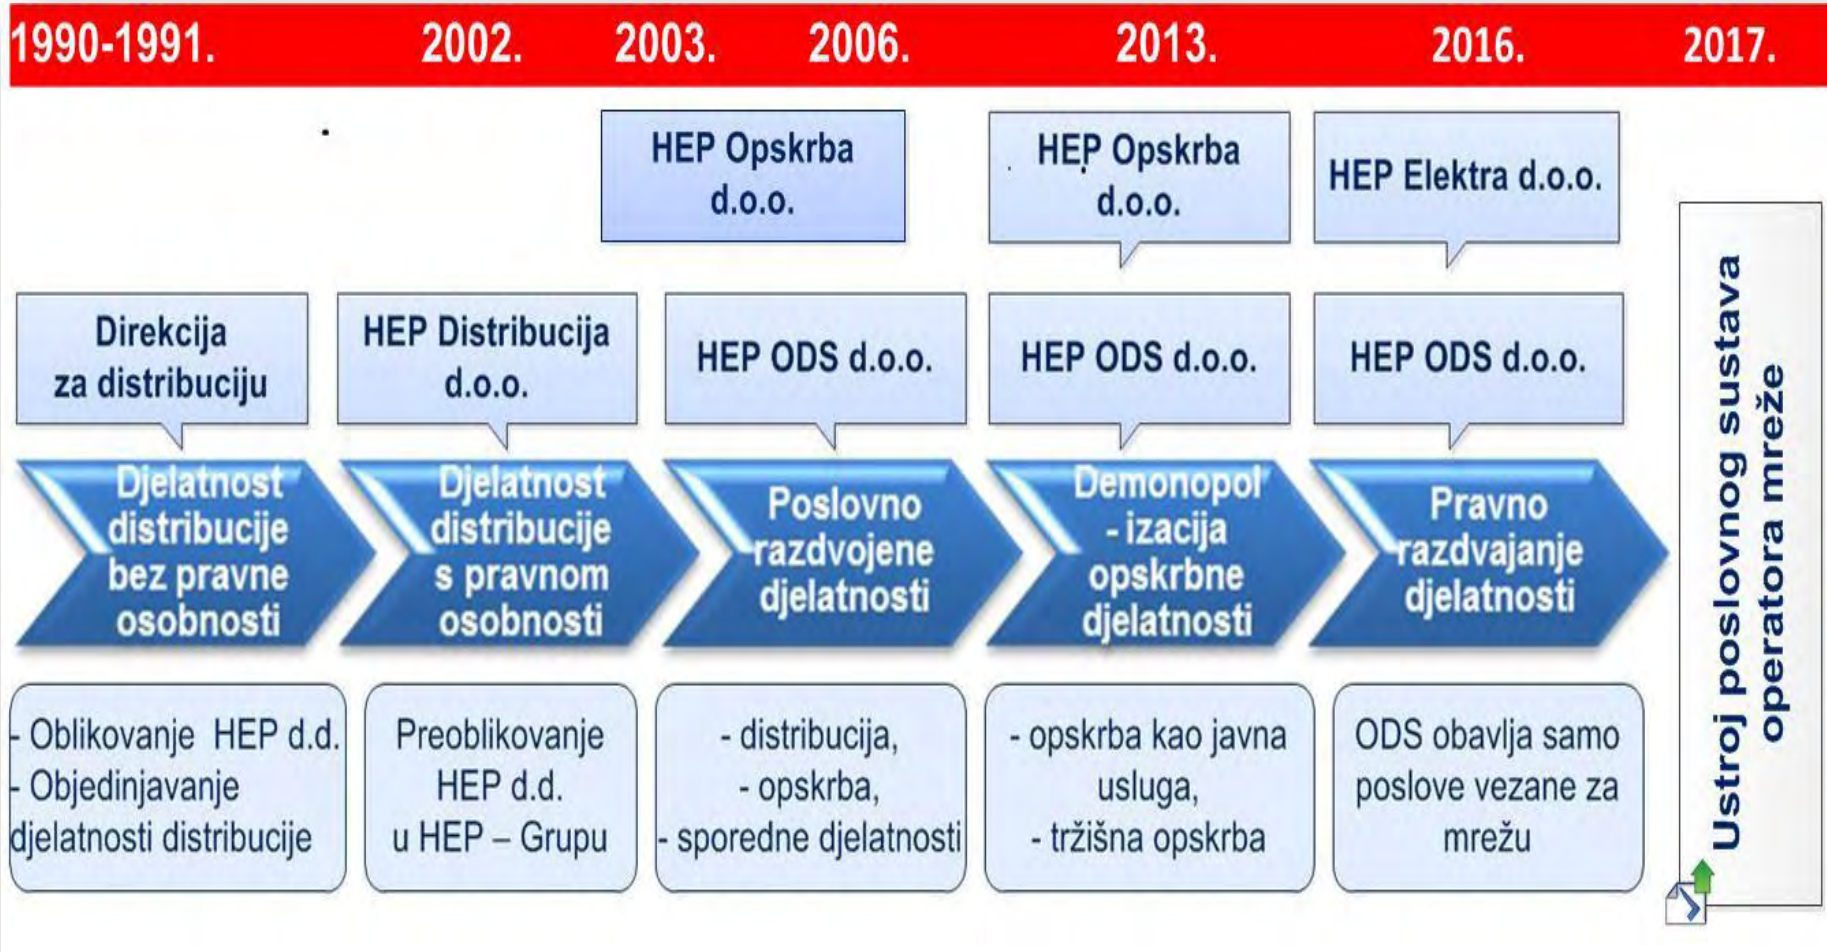 1990-1991. 2002. 2003. 2006. 2013. 2016. 2017.
HEP Opskrba
d.o.o.
HEP Opskrba
d.o.o.
HEP Elektra d.o.o.
Direkcija
za distribuciju
HEP Distribucija
d.o.o.
HEP ODS d.o.o.
HEP ODS d.o.o.
HEP ODS d.o.o.
Djelatnost
distribucije
bez pravne
osobnosti
Djelatnost
distribucije
s pravnom
osobnosti
Poslovno
razdvojene
djelatnosti
Demonopol
- izacija
opskrbne
djelatnosti
Pravno
razdvajanje
djelatnosti
- Oblikovanje HEP d.d.
- Objedinjavanje
djelatnosti distribucije
Preoblikovanje
HEP d.d.
u HEP – Grupu
- distribucija,
- opskrba,
- sporedne djelatnosti
- opskrba kao javna
usluga,
- tržišna opskrba
ODS obavlja samo
poslove vezane za
mrežu
Ustroj poslovnog sustava
operatora mreže